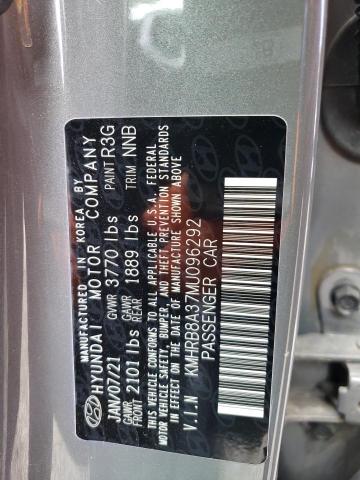 MANUFACTURED IN KOREA BY
HYUNDAI MOTOR COMPANY
JAN/07/21 GVWR 3770 lbs PAINT R3G
GAWR FRONT 2101 lbs GAWR REAR 1889 lbs TRIM NNB
THIS VEHICLE CONFORMS TO ALL APPLICABLE U.S.A. FEDERAL
MOTOR VEHICLE SAFETY, BUMPER, AND THEFT PREVENTION STANDARDS
IN EFFECT ON THE DATE OF MANUFACTURE SHOWN ABOVE
V.I.N KMHRB8A37MU096292
PASSENGER CAR